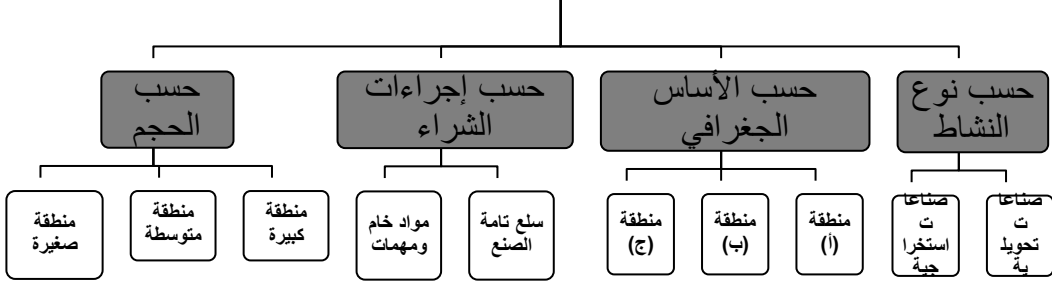 حسب نوع
النشاط
حسب الأساس
الجغرافي
حسب إجراءات
الشراء
حسب
الحجم
صناعا
ت
تحويل
ية
صناعا
ت
استخرا
جية
منطقة
(أ)
منطقة
(ب)
منطقة
(ج)
سلع تامة
الصنع
مواد خام
ومهمات
منطقة
كبيرة
منطقة
متوسطة
منطقة
صغيرة